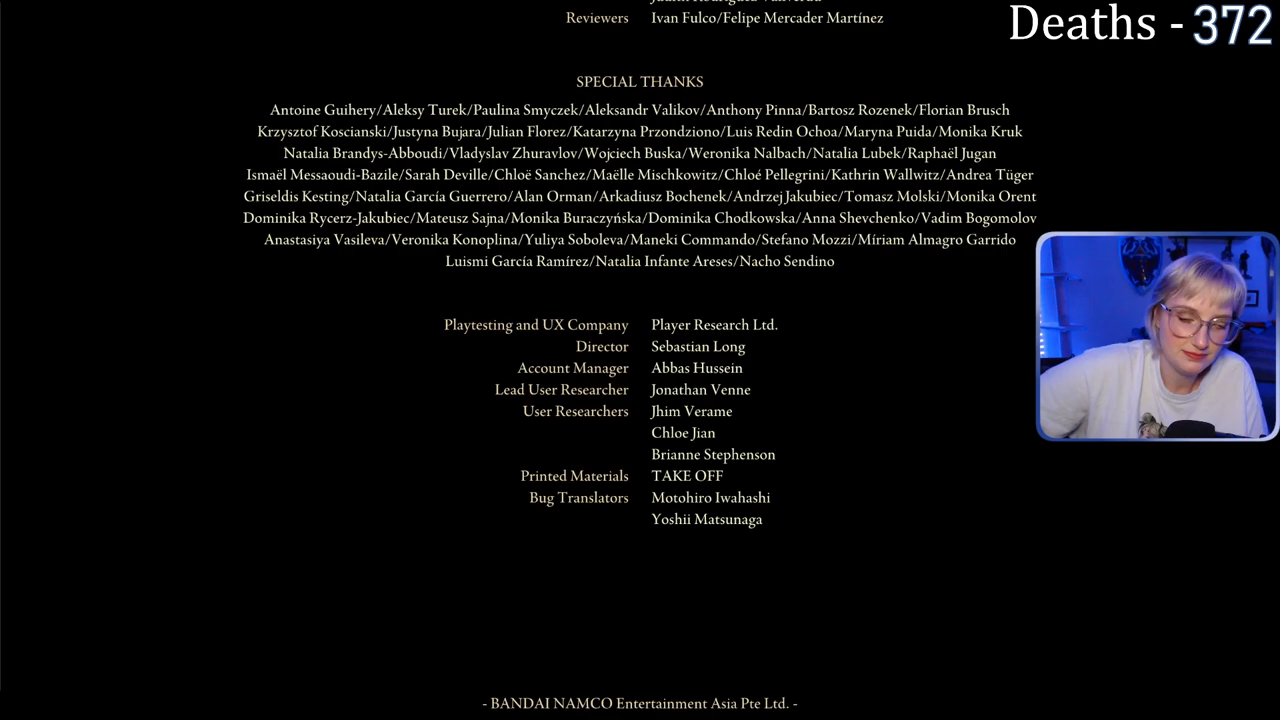 Deaths - 372
Reviewers Ivan Fulco/Felipe Mercader Martínez
SPECIAL THANKS
Antoine Guihery/Aleksy Turek/Paulina Smyczek/Aleksandr Valikov/Anthony Pinna/Bartosz Rozenek/Florian Brusch
Krzysztof Koscianski/Justyna Bujara/Julian Florez/Katarzyna Przondziono/Luis Redin Ochoa/Maryna Puida/Monika Kruk
Natalia Brandys-Abboudi/Vladyslav Zhuravlov/Wojciech Buska/Weronika Nalbach/Natalia Lubek/Raphaël Jugan
Ismaël Messaoudi-Bazile/Sarah Deville/Chloë Sanchez/Maëlle Mischkowitz/Chloé Pellegrini/Kathrin Wallwitz/Andrea Tüger
Griseldis Kesting/Natalia García Guerrero/Alan Orman/Arkadiusz Bochenek/Andrzej Jakubiec/Tomasz Molski/Monika Orent
Dominika Rycerz-Jakubiec/Mateusz Sajna/Monika Buraczyńska/Dominika Chodkowska/Anna Shevchenko/Vadim Bogomolov
Anastasiya Vasileva/Veronika Konoplina/Yuliya Soboleva/Maneki Commando/Stefano Mozzi/Míriam Almagro Garrido
Luismi García Ramírez/Natalia Infante Areses/Nacho Sendino
Playtesting and UX Company Player Research Ltd.
Director Sebastian Long
Account Manager Abbas Hussein
Lead User Researcher Jonathan Venne
User Researchers Jhim Verame
Chloe Jian
Brianne Stephenson
Printed Materials TAKE OFF
Bug Translators Motohiro Iwahashi
Yoshii Matsunaga
- BANDAI NAMCO Entertainment Asia Pte Ltd. -